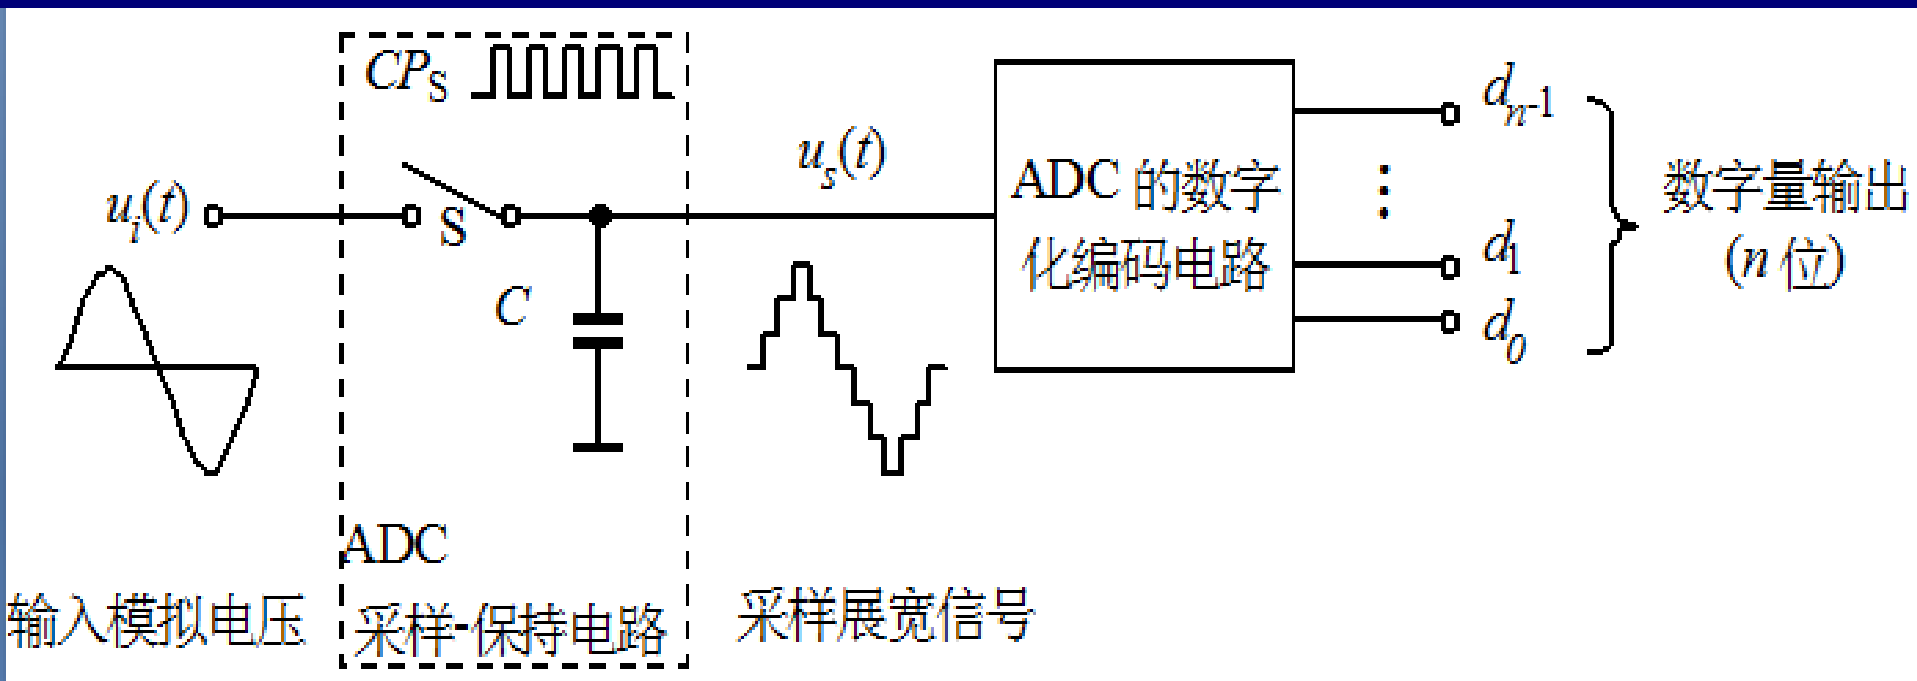 CPS
ui(t)
S
C
us(t)
ADC 的数字
化编码电路
dn-1
⋮
d1
d0
数字量输出
(n 位)
ADC
输入模拟电压
采样-保持电路
采样展宽信号